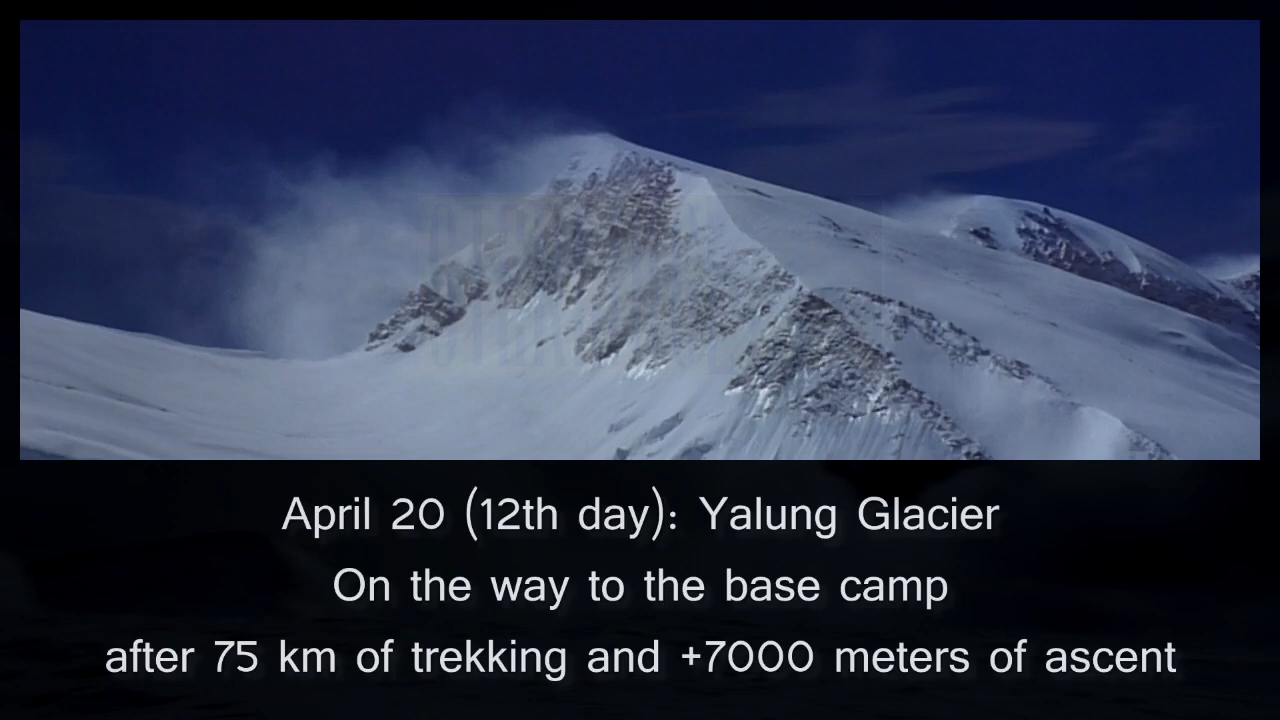 April 20 (12th day): Yalung Glacier
On the way to the base camp
after 75 km of trekking and +7000 meters of ascent